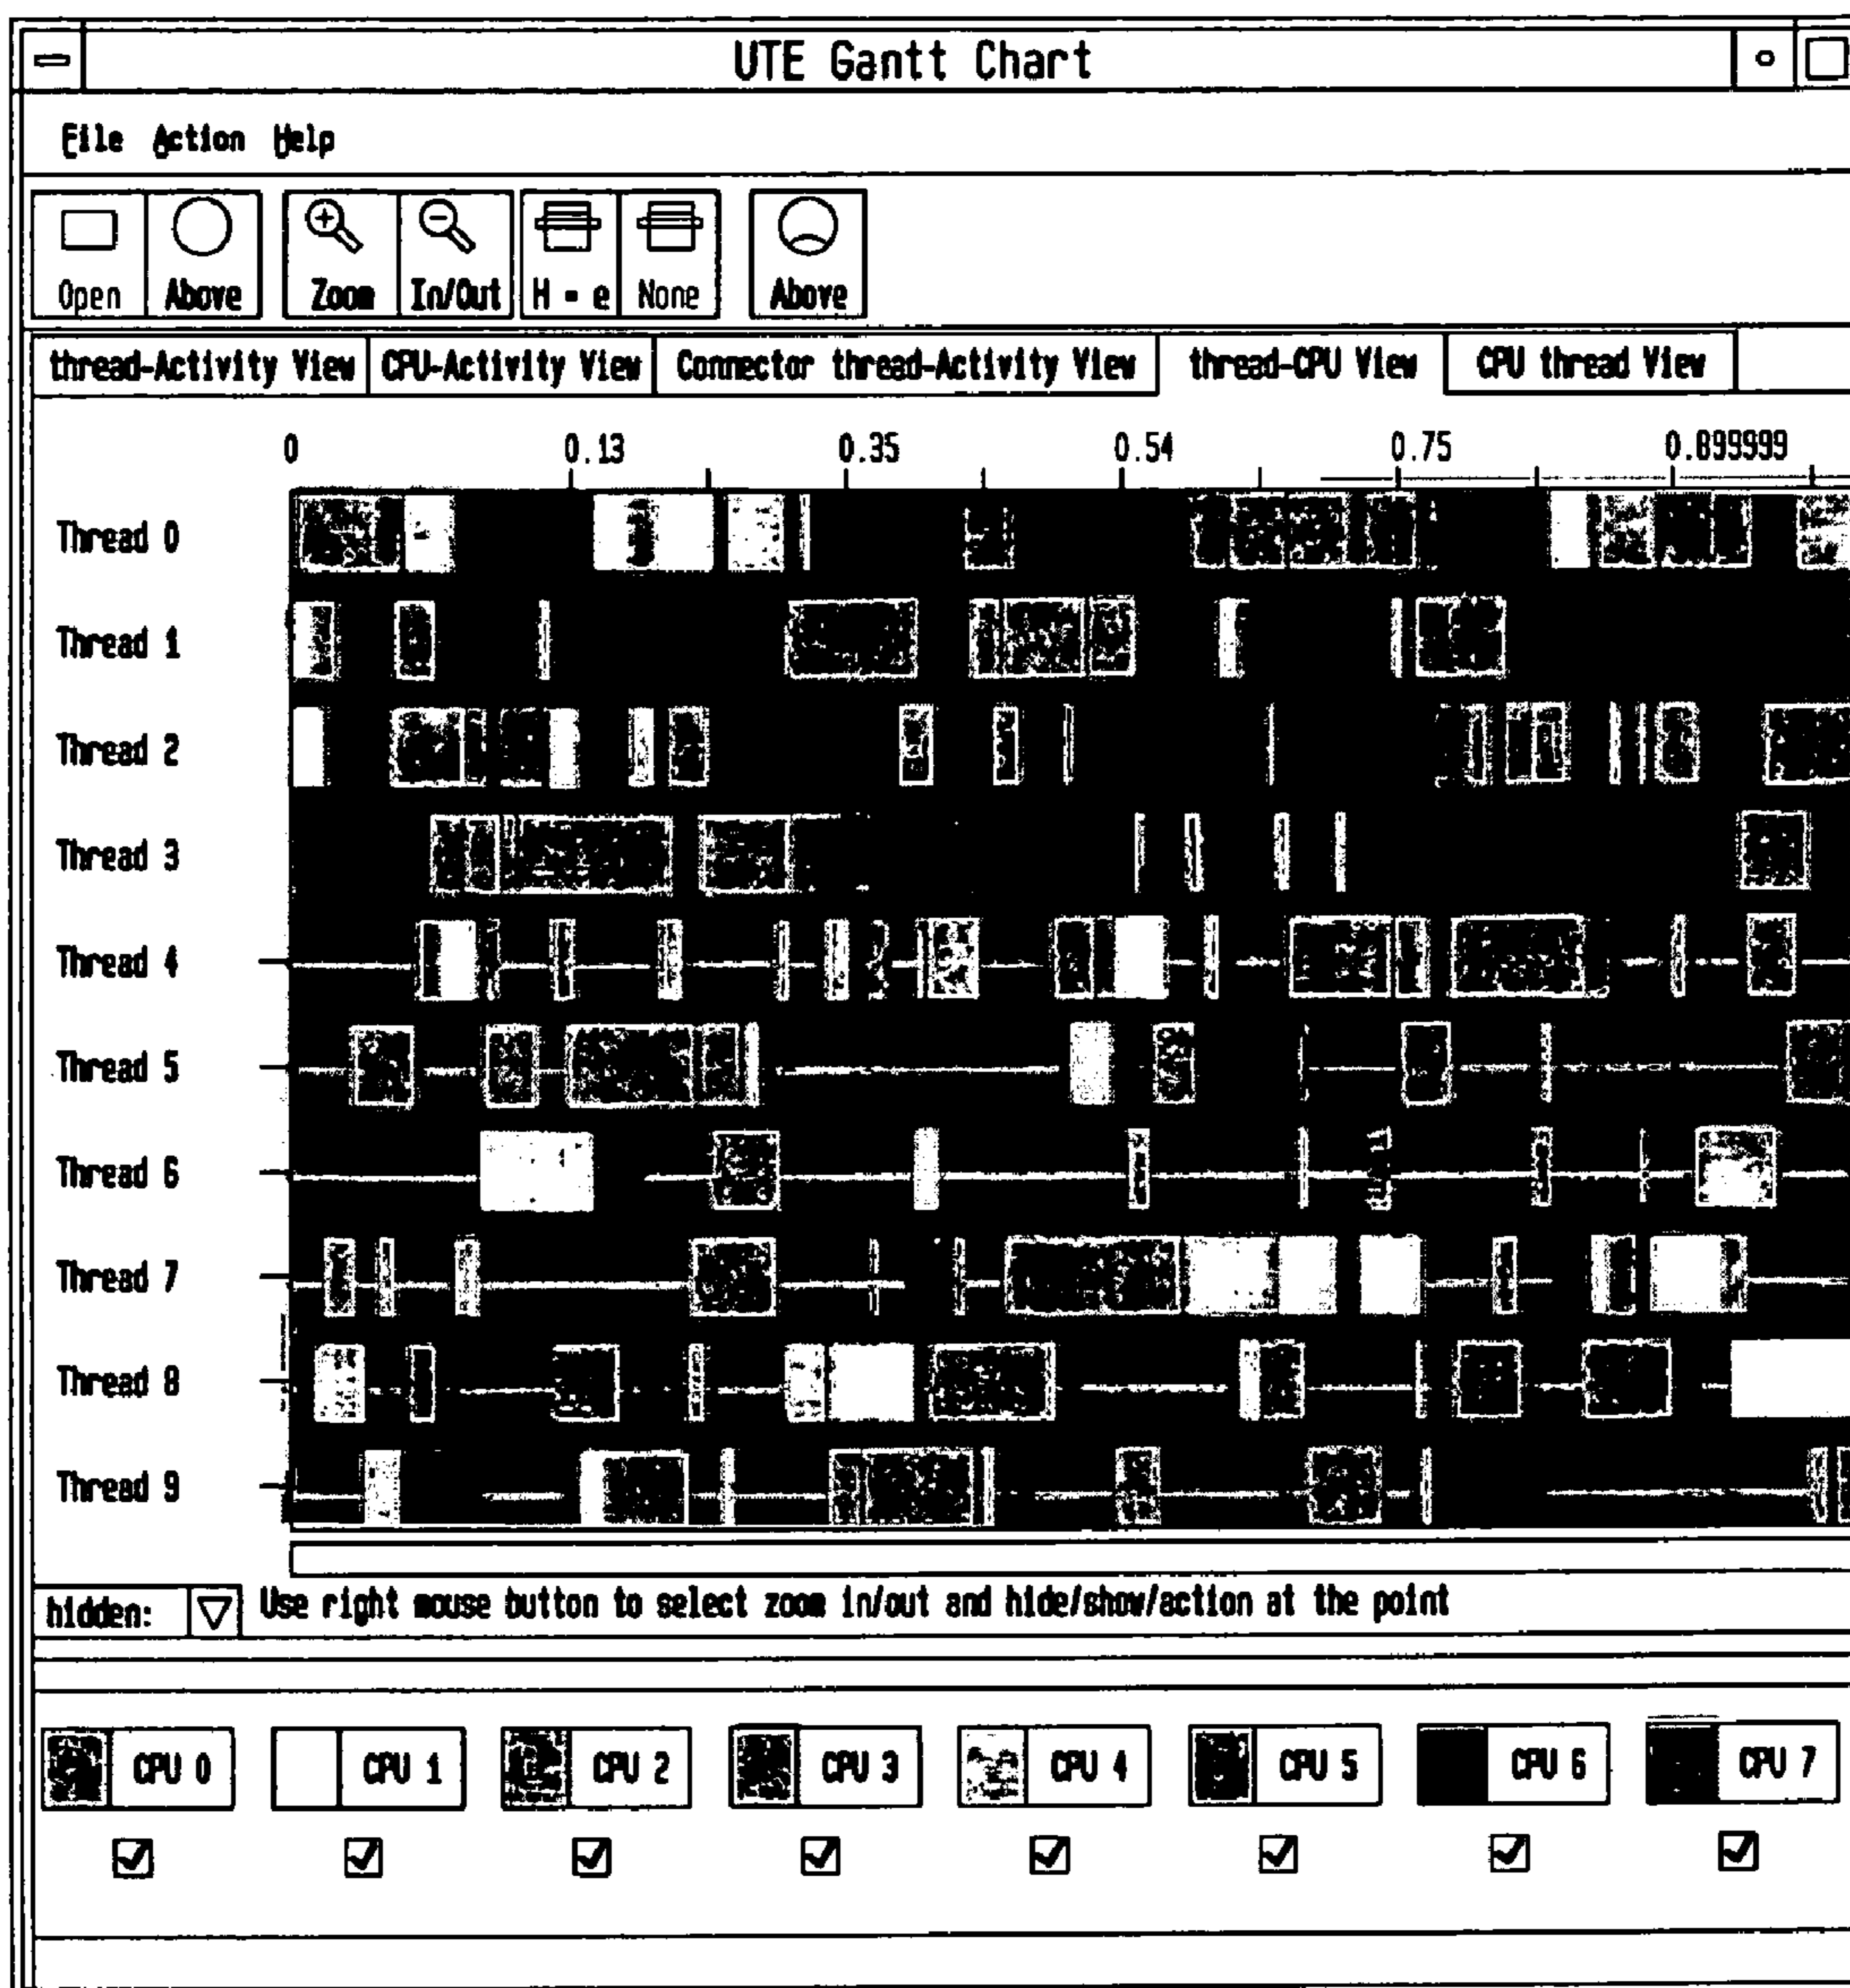 UTE Gantt Chart
File Action Help
Open Above Zoom In/Out H - e None Above
thread-Activity View CPU-Activity View Connector thread-Activity View thread-CPU View CPU thread View
0 0.13 0.35 0.54 0.75 0.899999
Thread 0
Thread 1
Thread 2
Thread 3
Thread 4
Thread 5
Thread 6
Thread 7
Thread 8
Thread 9
hidden: Use right mouse button to select zoom in/out and hide/show/action at the point
CPU 0 CPU 1 CPU 2 CPU 3 CPU 4 CPU 5 CPU 6 CPU 7